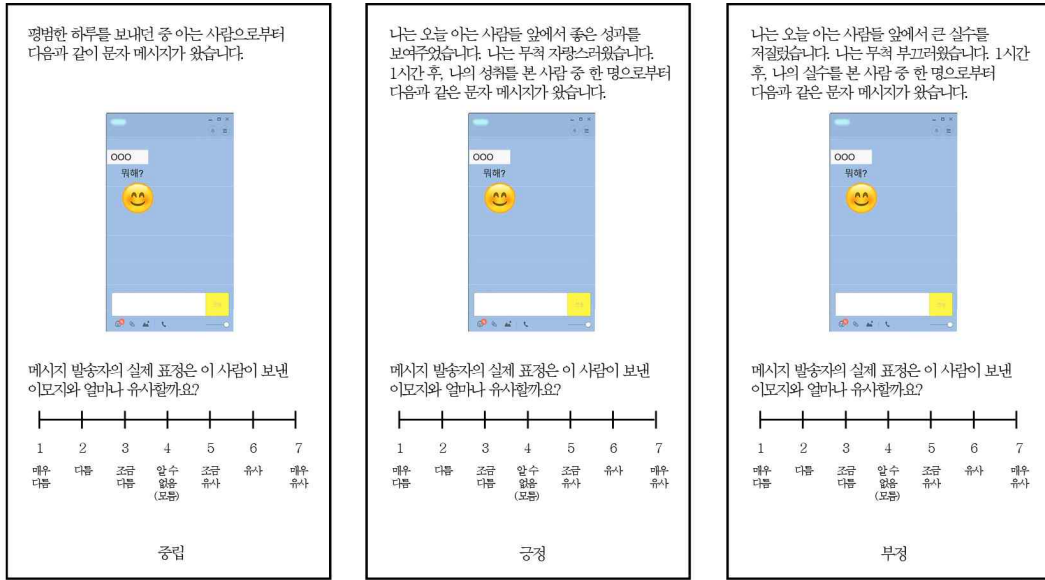 평범한 하루를 보내던 중 아는 사람으로부터
다음과 같이 문자 메시지가 왔습니다.
OOO
뭐해?
메시지 발송자의 실제 표정은 이 사람이 보낸
이모지와 얼마나 유사할까요?
1 2 3 4 5 6 7
매우 다름 조금 알 수 조금 유사 매우
다름 다름 없음 유사 유사
(모름)
중립
나는 오늘 아는 사람들 앞에서 좋은 성과를
보여주었습니다. 나는 무척 자랑스러웠습니다.
1시간 후, 나의 성취를 본 사람 중 한 명으로부터
다음과 같은 문자 메시지가 왔습니다.
OOO
뭐해?
메시지 발송자의 실제 표정은 이 사람이 보낸
이모지와 얼마나 유사할까요?
1 2 3 4 5 6 7
매우 다름 조금 알 수 조금 유사 매우
다름 다름 없음 유사 유사
(모름)
긍정
나는 오늘 아는 사람들 앞에서 큰 실수를
저질렀습니다. 나는 무척 부끄러웠습니다. 1시간
후, 나의 실수를 본 사람 중 한 명으로부터
다음과 같은 문자 메시지가 왔습니다.
OOO
뭐해?
메시지 발송자의 실제 표정은 이 사람이 보낸
이모지와 얼마나 유사할까요?
1 2 3 4 5 6 7
매우 다름 조금 알 수 조금 유사 매우
다름 다름 없음 유사 유사
(모름)
부정